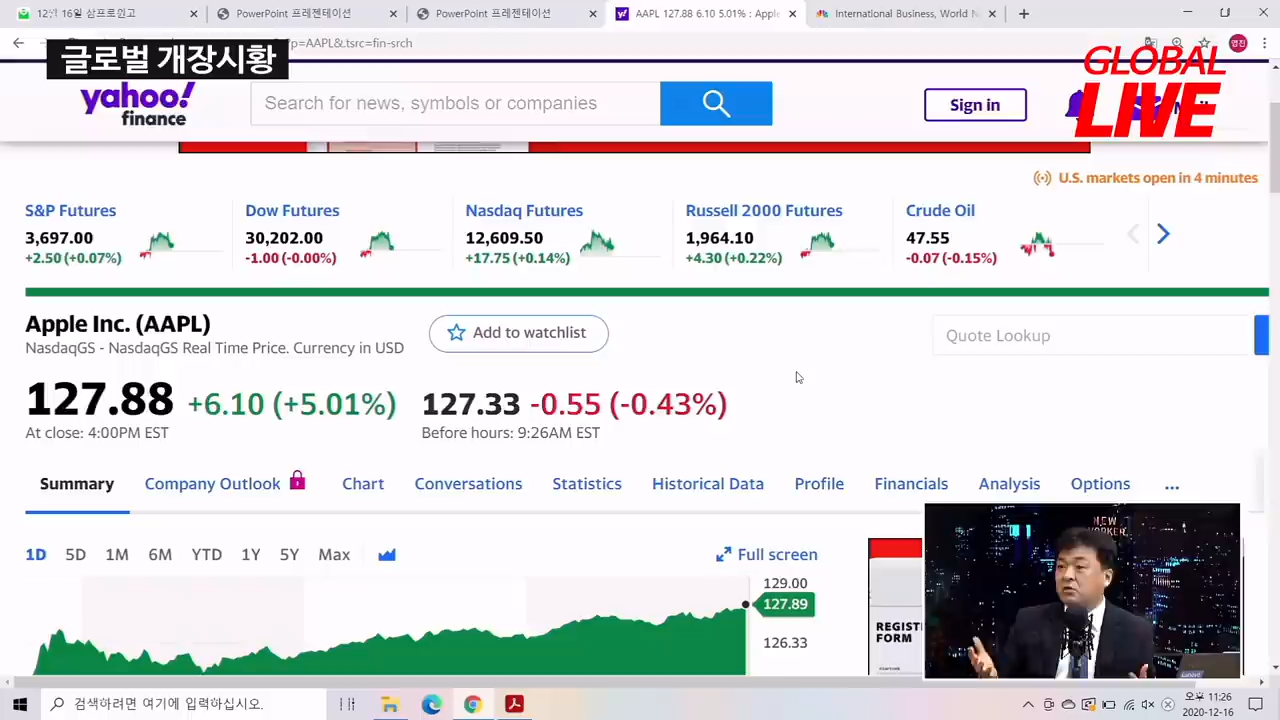 12월 16일 삼프로원고
PowerPoint 프레젠테이션
PowerPoint 프레젠테이션
AAPL 127.88 6.10 5.01% : Apple
International Business, World N
p=AAPL&.tsrc=fin-srch
경진
글로벌 개장시황
GLOBAL
LIVE
yahoo!
finance
Search for news, symbols or companies
Sign in
U.S. markets open in 4 minutes
S&P Futures
3,697.00
+2.50 (+0.07%)
Dow Futures
30,202.00
-1.00 (-0.00%)
Nasdaq Futures
12,609.50
+17.75 (+0.14%)
Russell 2000 Futures
1,964.10
+4.30 (+0.22%)
Crude Oil
47.55
-0.07 (-0.15%)
Apple Inc. (AAPL)
NasdaqGS - NasdaqGS Real Time Price. Currency in USD
Add to watchlist
Quote Lookup
127.88 +6.10 (+5.01%)
At close: 4:00PM EST
127.33 -0.55 (-0.43%)
Before hours: 9:26AM EST
Summary Company Outlook Chart Conversations Statistics Historical Data Profile Financials Analysis Options ...
1D 5D 1M 6M YTD 1Y 5Y Max
Full screen
129.00
127.89
126.33
REGIST
FORM
NEW
검색하려면 여기에 입력하십시오.
오후 11:26
2020-12-16